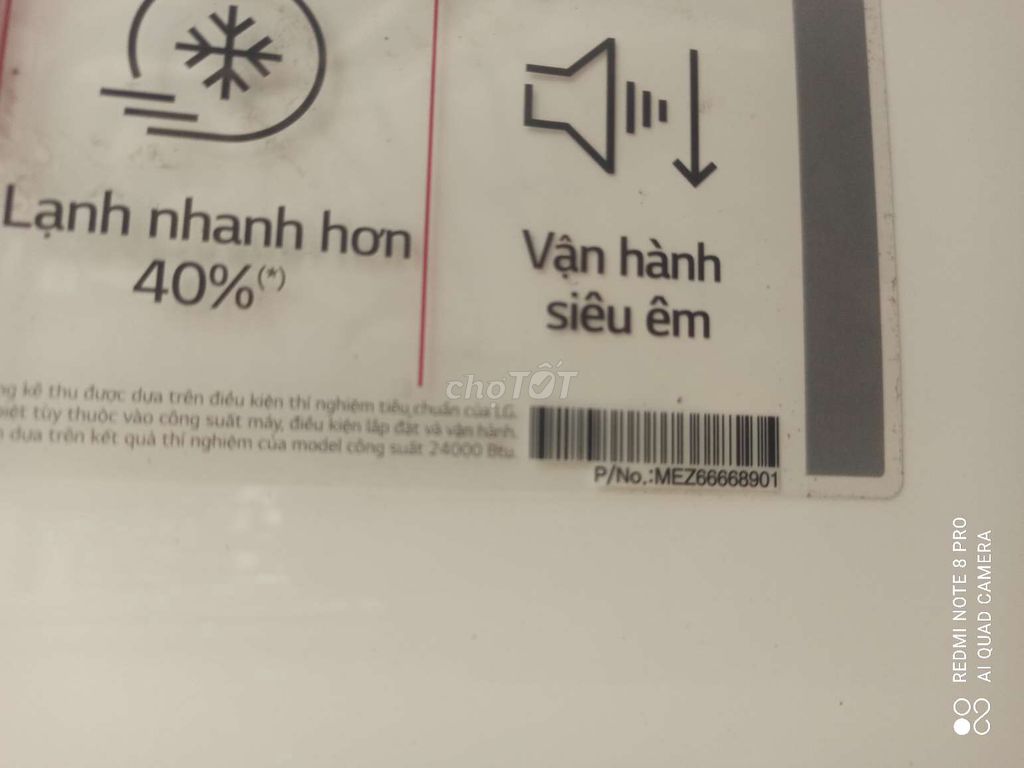 Lạnh nhanh hơn
40%(*)
Vận hành
siêu êm
kê thu được dựa trên điều kiện thí nghiệm tiêu chuẩn của LG.
tùy thuộc vào công suất máy, điều kiện lắp đặt và vận hành.
dựa trên kết quả thí nghiệm của model công suất 24000 Btu.
P/No.:MEZ66668901
choTỐT
REDMI NOTE 8 PRO
AI QUAD CAMERA